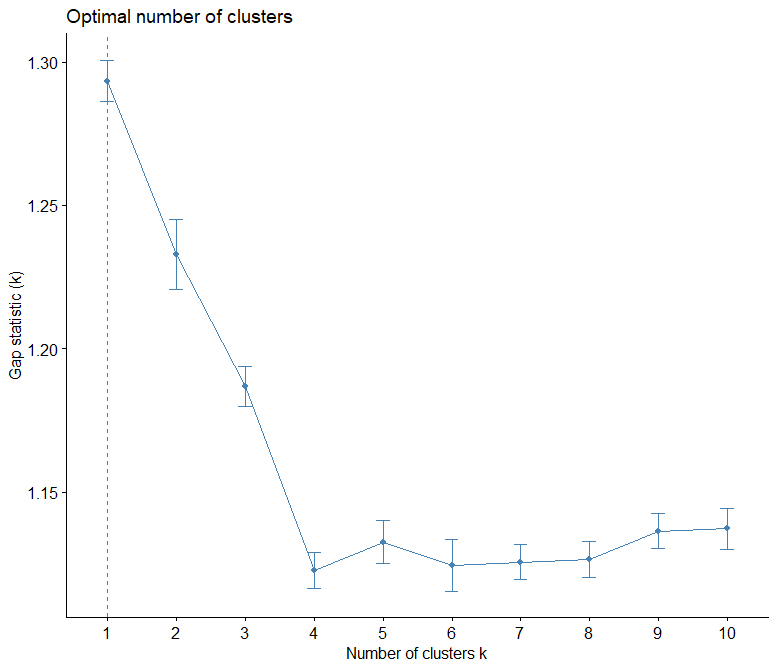 Optimal number of clusters
1.30
1.25
1.20
1.15
Gap statistic (k)
1 2 3 4 5 6 7 8 9 10
Number of clusters k